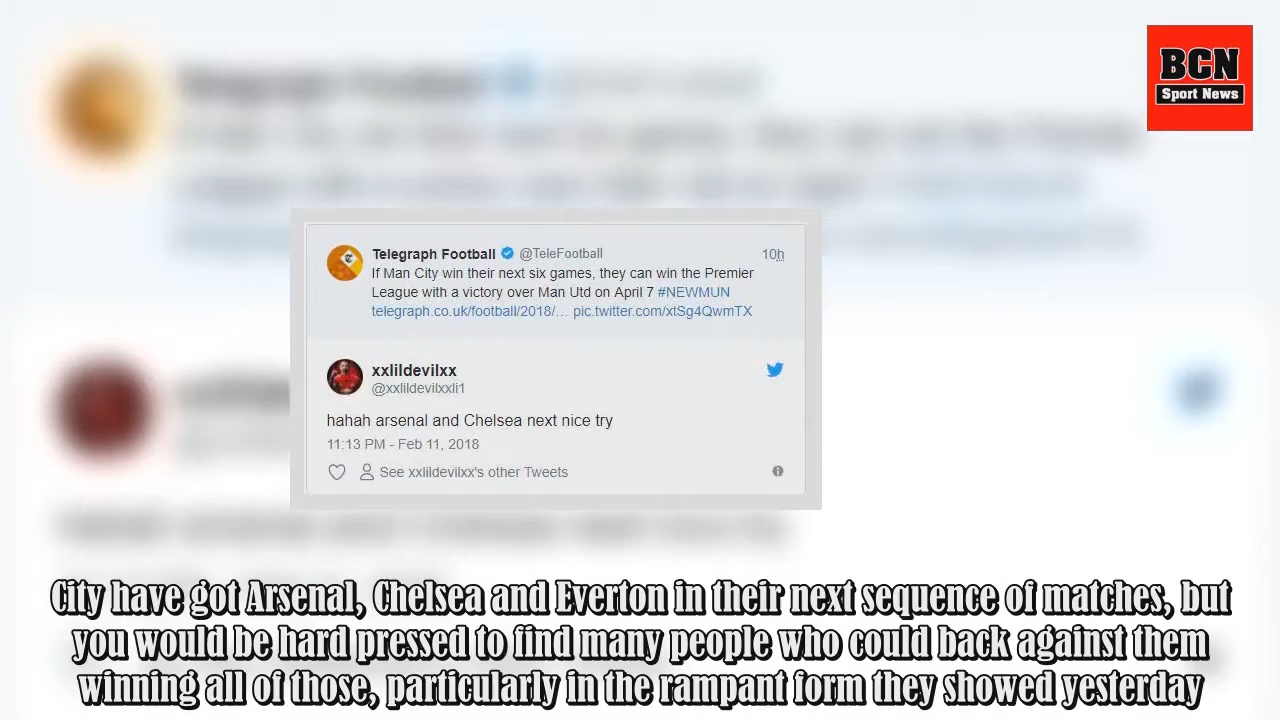 BCN
Sport News
Telegraph Football @TeleFootball 10h
If Man City win their next six games, they can win the Premier
League with a victory over Man Utd on April 7 #NEWMUN
telegraph.co.uk/football/2018/... pic.twitter.com/xtSg4QwmTX
xxlildevilxx
@xxlildevilxxli1
hahah arsenal and Chelsea next nice try
11:13 PM - Feb 11, 2018
See xxlildevilxx's other Tweets
City have got Arsenal, Chelsea and Everton in their next sequence of matches, but
you would be hard pressed to find many people who could back against them
winning all of those, particularly in the rampant form they showed yesterday